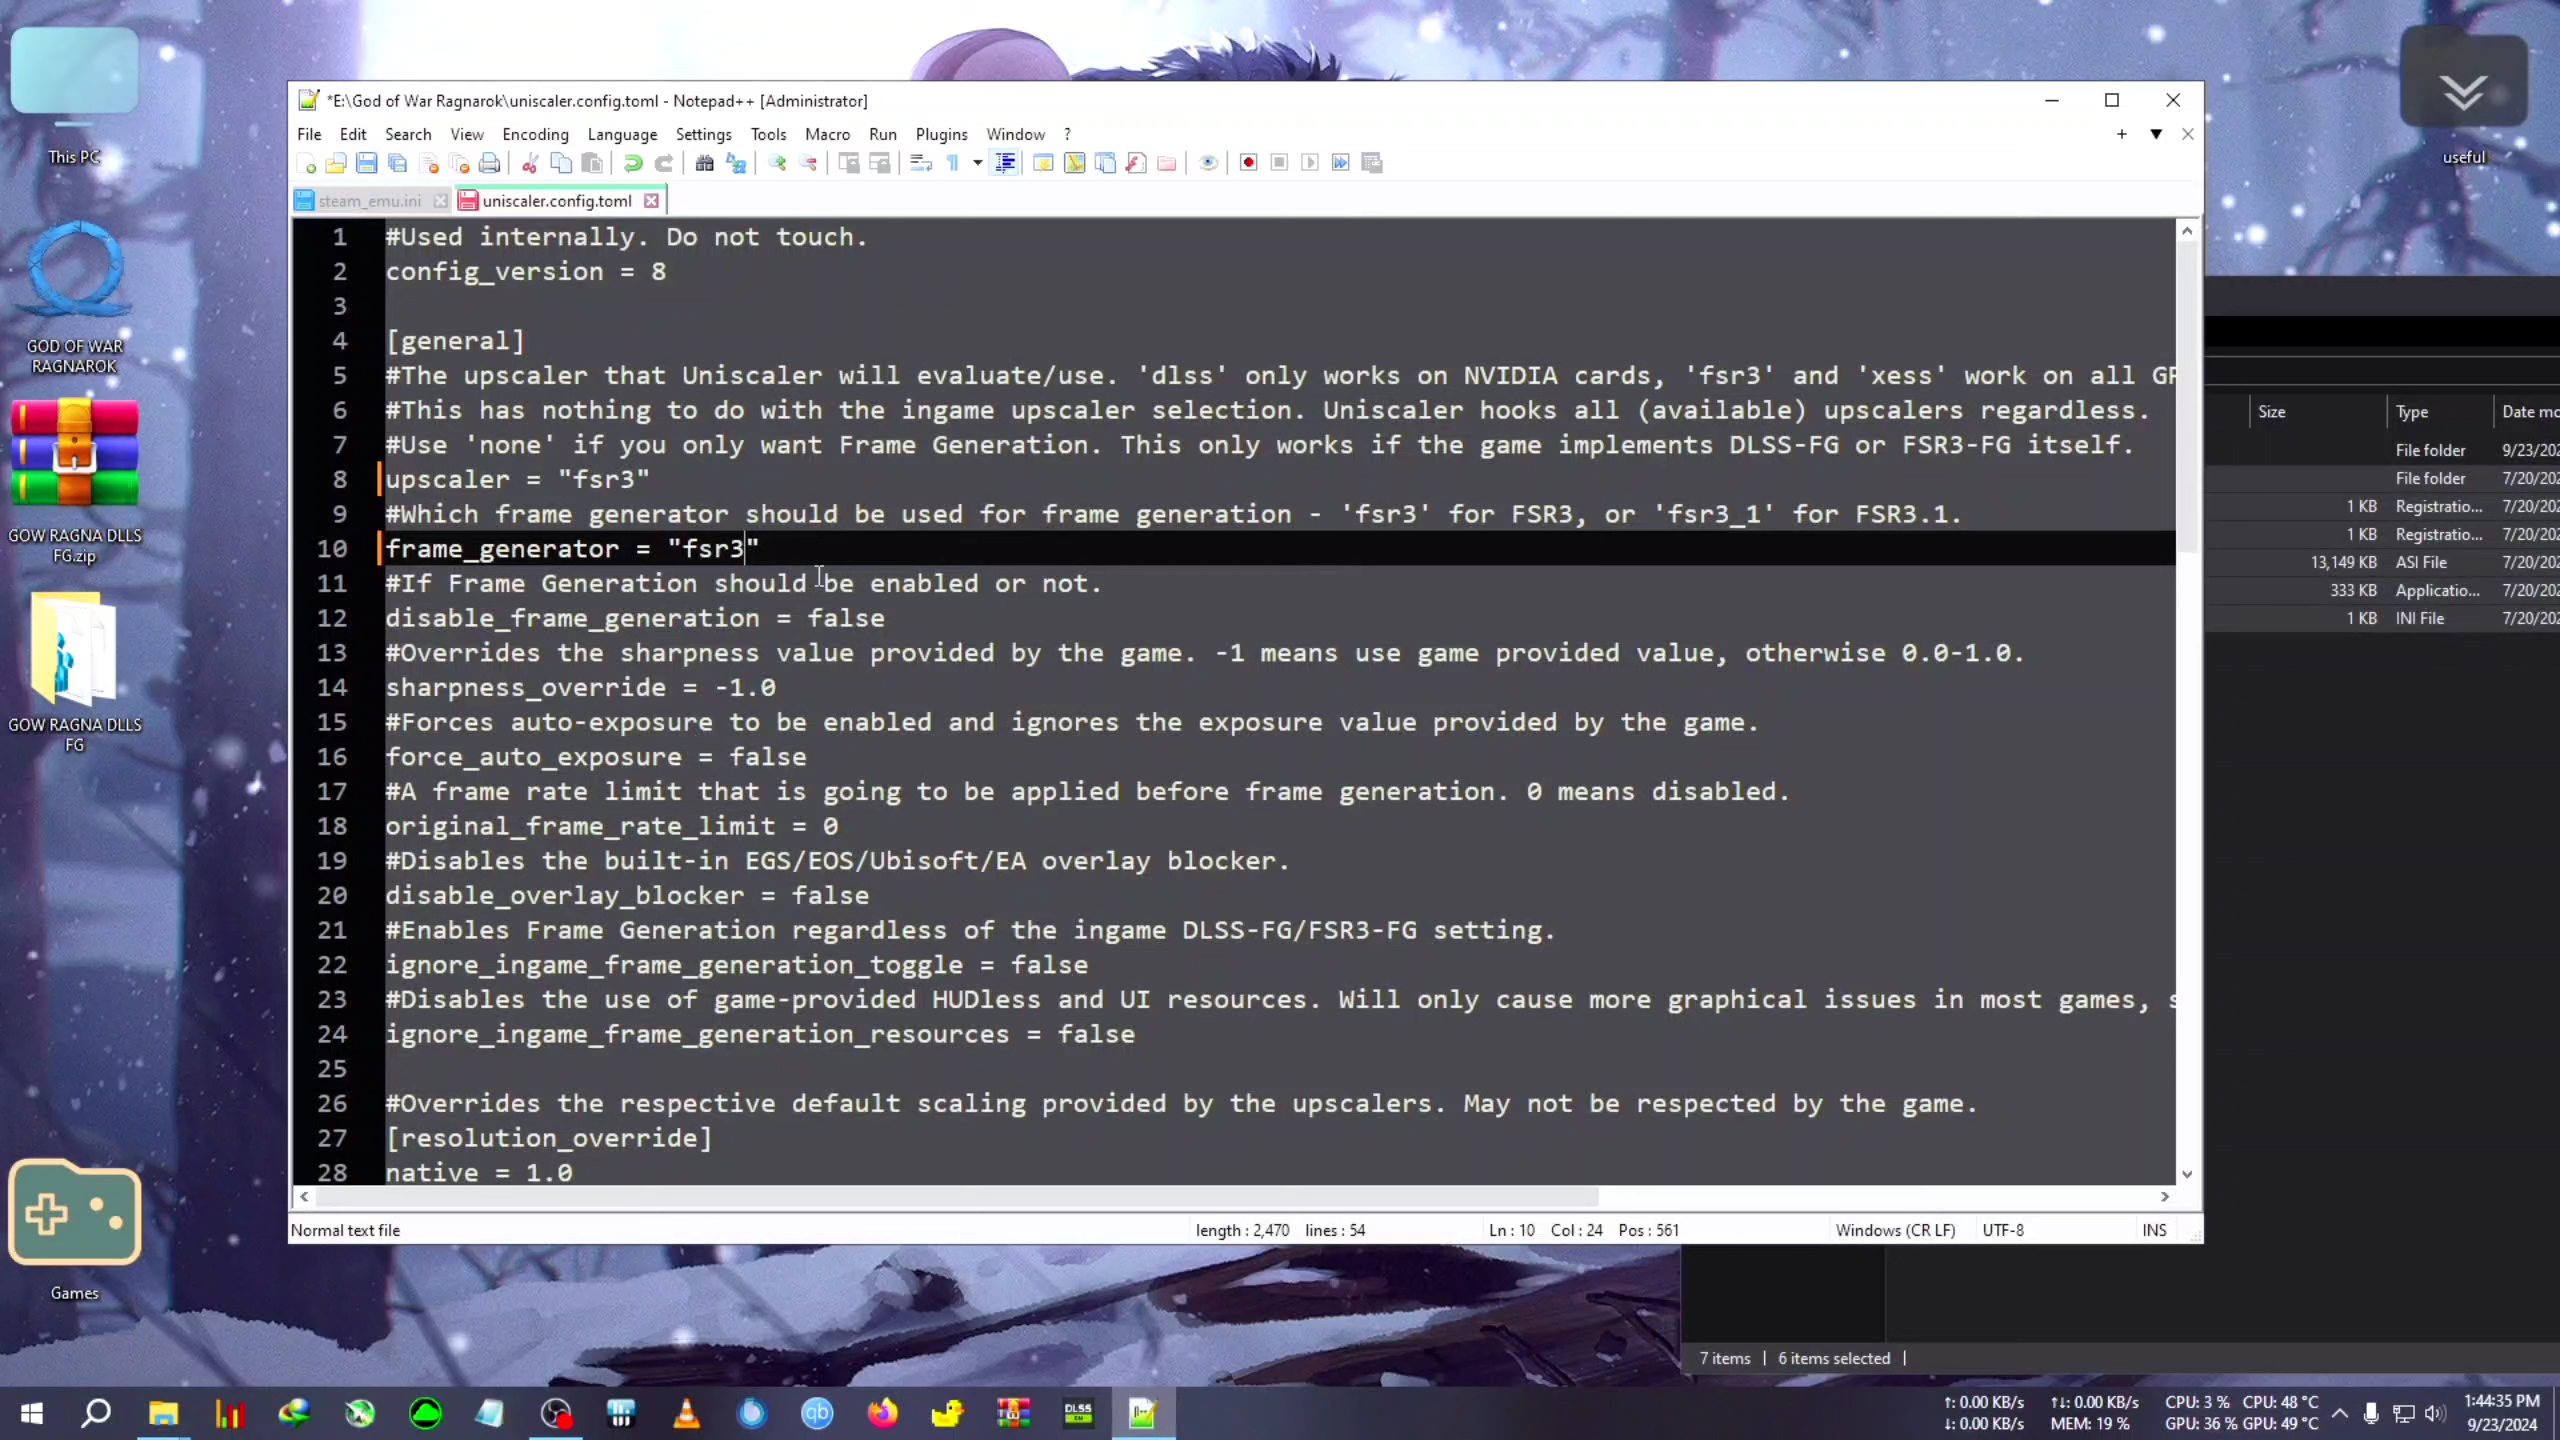 This PC
GOD OF WAR
RAGNAROK
GOW RAGNA DLLS
FG.zip
GOW RAGNA DLLS
FG
Games
useful
*E:\God of War Ragnarok\uniscaler.config.toml - Notepad++ [Administrator]
File Edit Search View Encoding Language Settings Tools Macro Run Plugins Window ?
steam_emu.ini uniscaler.config.toml
1 #Used internally. Do not touch.
2 config_version = 8
3
4 [general]
5 #The upscaler that Uniscaler will evaluate/use. 'dlss' only works on NVIDIA cards, 'fsr3' and 'xess' work on all
6 #This has nothing to do with the ingame upscaler selection. Uniscaler hooks all (available) upscalers regardless.
7 #Use 'none' if you only want Frame Generation. This only works if the game implements DLSS-FG or FSR3-FG itself.
8 upscaler = "fsr3"
9 #Which frame generator should be used for frame generation - 'fsr3' for FSR3, or 'fsr3_1' for FSR3.1.
10 frame_generator = "fsr3"
11 #If Frame Generation should be enabled or not.
12 disable_frame_generation = false
13 #Overrides the sharpness value provided by the game. -1 means use game provided value, otherwise 0.0-1.0.
14 sharpness_override = -1.0
15 #Forces auto-exposure to be enabled and ignores the exposure value provided by the game.
16 force_auto_exposure = false
17 #A frame rate limit that is going to be applied before frame generation. 0 means disabled.
18 original_frame_rate_limit = 0
19 #Disables the built-in EGS/EOS/Ubisoft/EA overlay blocker.
20 disable_overlay_blocker = false
21 #Enables Frame Generation regardless of the ingame DLSS-FG/FSR3-FG setting.
22 ignore_ingame_frame_generation_toggle = false
23 #Disables the use of game-provided HUDless and UI resources. Will only cause more graphical issues in most games,
24 ignore_ingame_frame_generation_resources = false
25
26 #Overrides the respective default scaling provided by the upscalers. May not be respected by the game.
27 [resolution_override]
28 native = 1.0
Normal text file length : 2,470 lines : 54 Ln : 10 Col : 24 Pos : 561 Windows (CR LF) UTF-8 INS
Size Type Date mo
File folder 9/23/202
File folder 7/20/202
1 KB Registratio... 7/20/202
1 KB Registratio... 7/20/202
13,149 KB ASI File 7/20/202
333 KB Applicatio... 7/20/202
1 KB INI File 7/20/202
7 items 6 items selected
qb
DLSS
↑: 0.00 KB/s ↑↓: 0.00 KB/s CPU: 3 % CPU: 48 °C 1:44:35 PM
↓: 0.00 KB/s MEM: 19 % GPU: 36 % GPU: 49 °C 9/23/2024